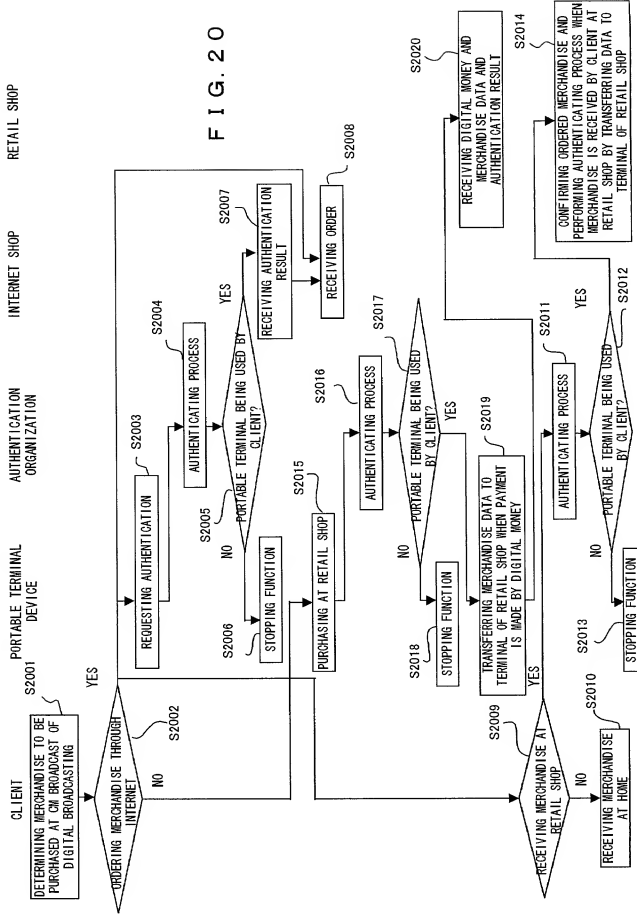 FIG. 20
CLIENT
PORTABLE TERMINAL
DEVICE
AUTHENTICATION
ORGANIZATION
INTERNET SHOP
RETAIL SHOP
S2001
DETERMINING MERCHANDISE TO BE
PURCHASED AT CM BROADCAST OF
DIGITAL BROADCASTING
YES
ORDERING MERCHANDISE THROUGH
INTERNET
S2002
NO
S2003
REQUESTING AUTHENTICATION
S2004
AUTHENTICATING PROCESS
S2005
PORTABLE TERMINAL BEING USED BY
CLIENT?
YES
NO
S2006
STOPPING FUNCTION
S2007
RECEIVING AUTHENTICATION
RESULT
S2008
RECEIVING ORDER
S2015
PURCHASING AT RETAIL SHOP
S2016
AUTHENTICATING PROCESS
S2017
PORTABLE TERMINAL BEING USED
BY CLIENT?
NO
YES
S2018
STOPPING FUNCTION
S2019
TRANSFERRING MERCHANDISE DATA TO
TERMINAL OF RETAIL SHOP WHEN PAYMENT
IS MADE BY DIGITAL MONEY
S2020
RECEIVING DIGITAL MONEY AND
MERCHANDISE DATA AND
AUTHENTICATION RESULT
S2009
RECEIVING MERCHANDISE AT
RETAIL SHOP
YES
NO
S2010
RECEIVING MERCHANDISE
AT HOME
S2011
AUTHENTICATING PROCESS
S2012
PORTABLE TERMINAL BEING USED
BY CLIENT?
YES
NO
S2013
STOPPING FUNCTION
S2014
CONFIRMING ORDERED MERCHANDISE AND
PERFORMING AUTHENTICATING PROCESS WHEN
MERCHANDISE IS RECEIVED BY CLIENT AT
RETAIL SHOP BY TRANSFERRING DATA TO
TERMINAL OF RETAIL SHOP